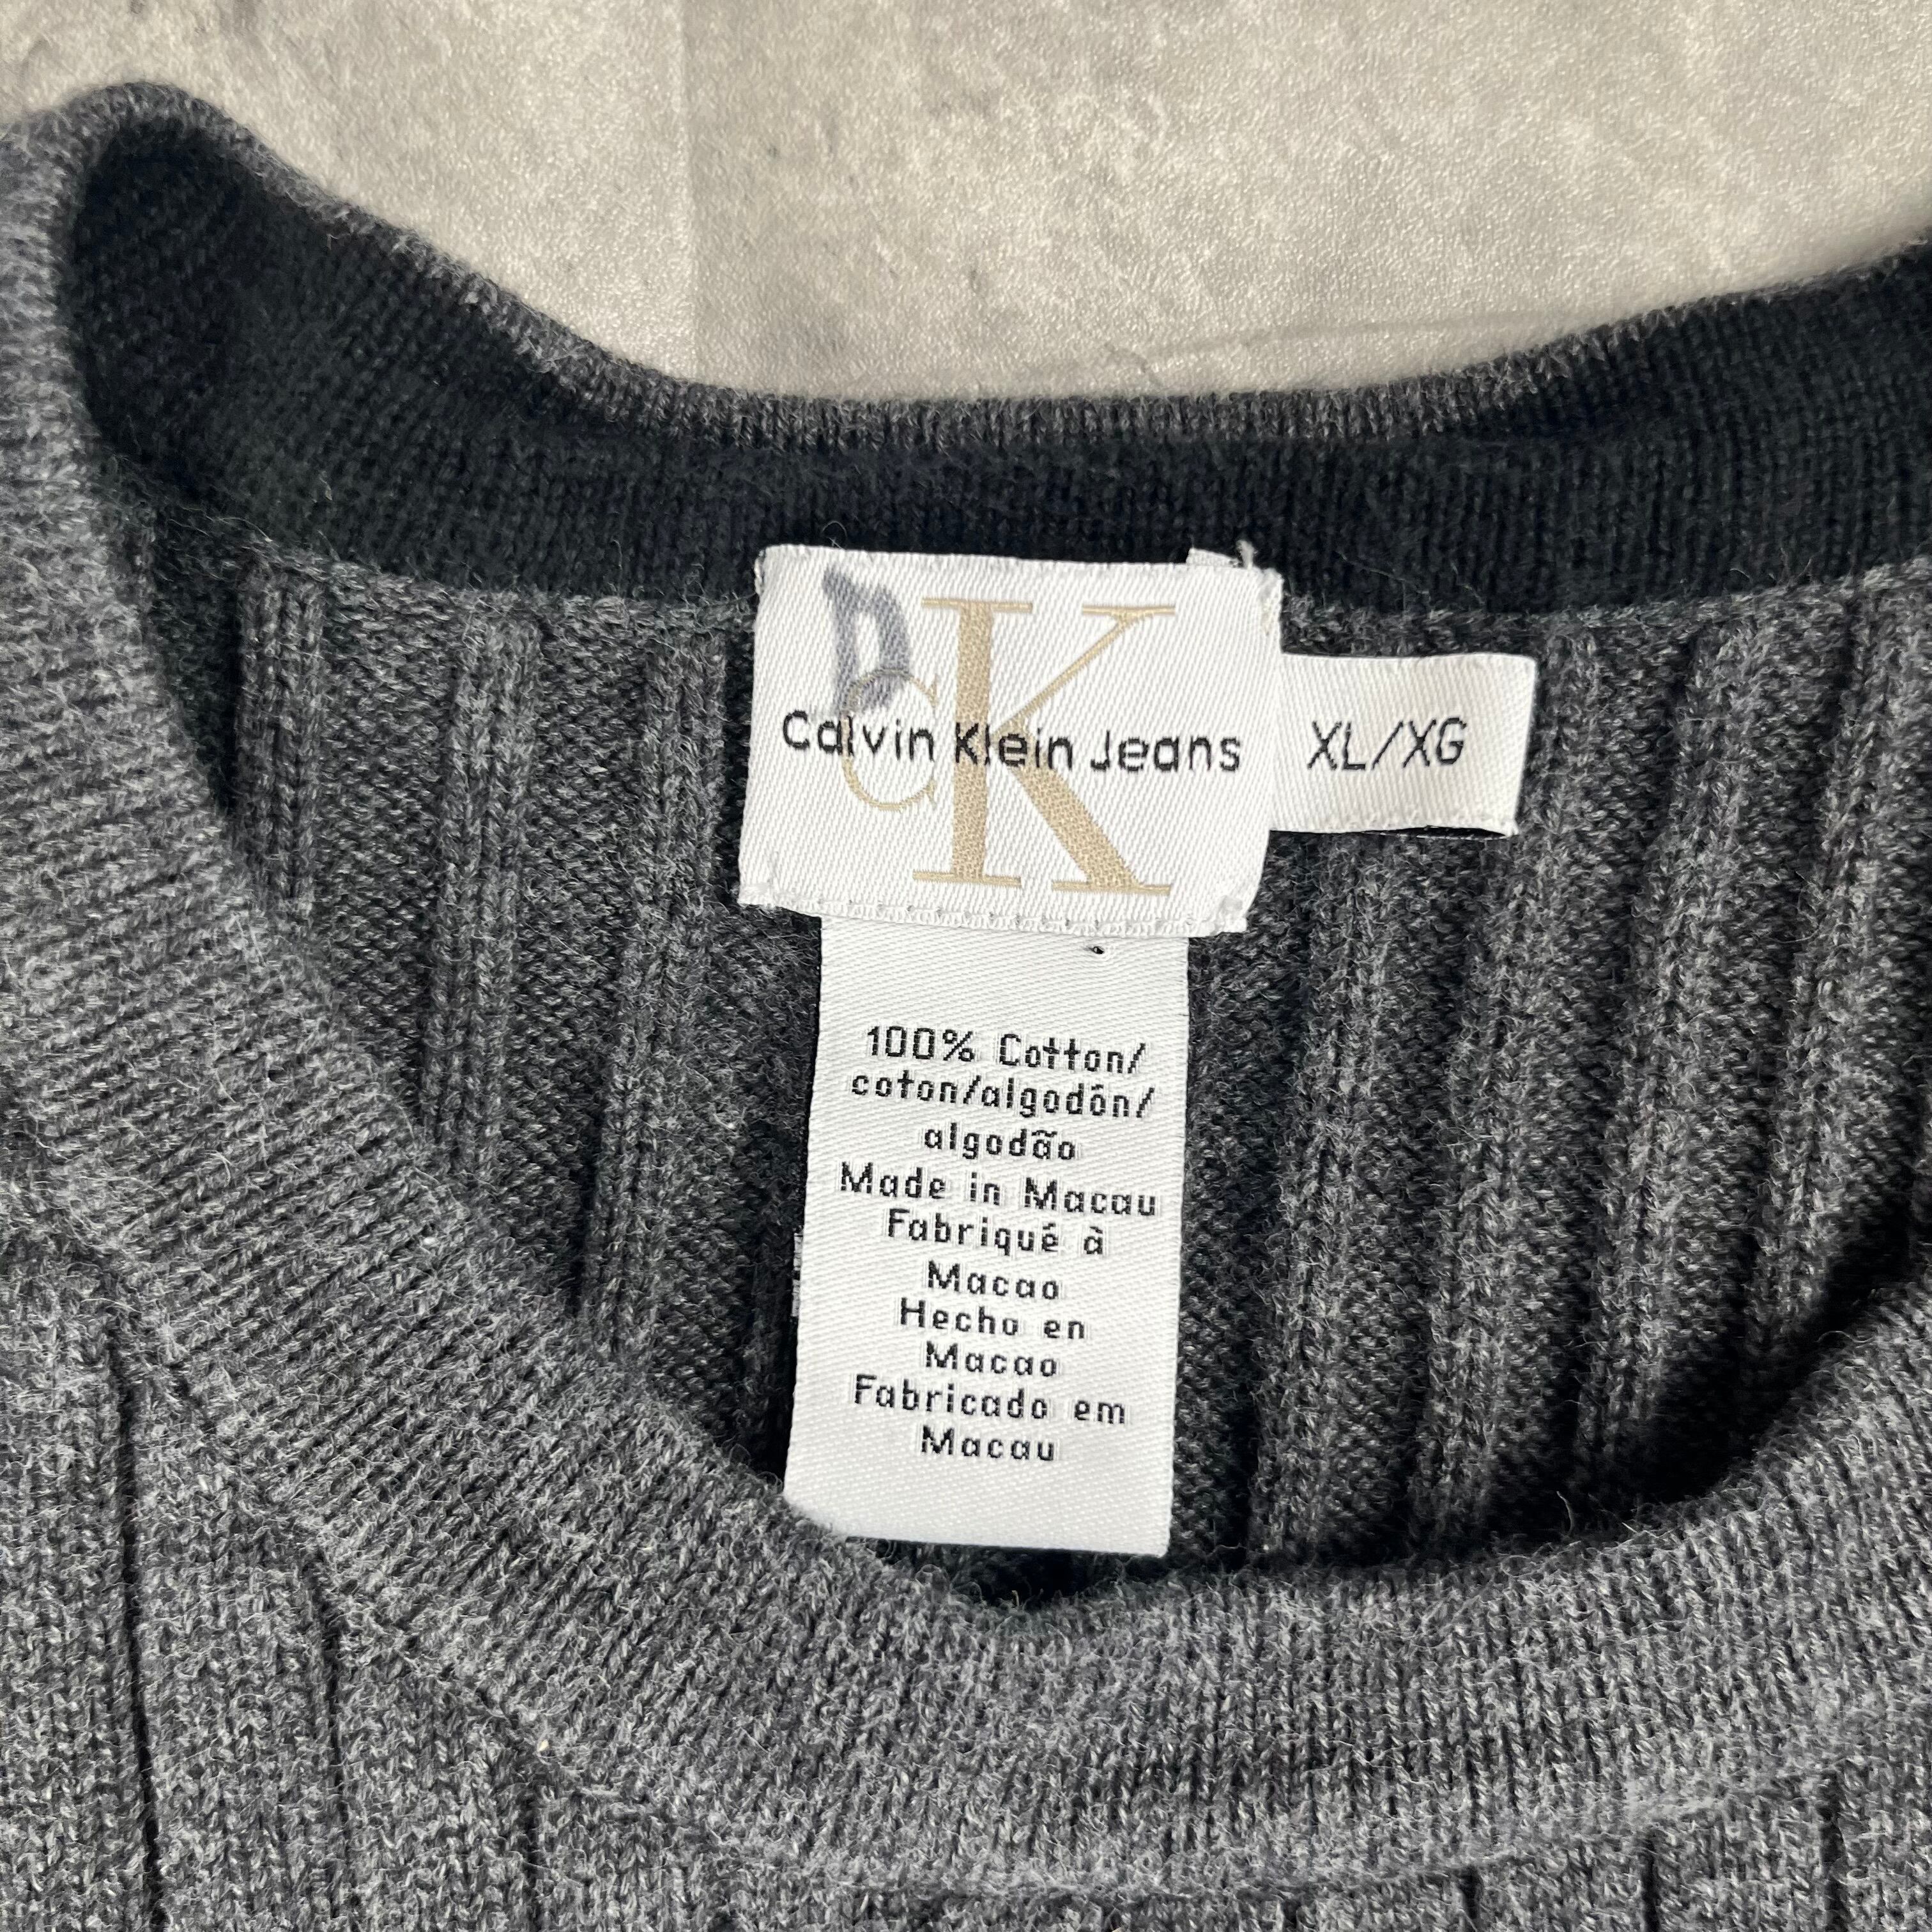 D
CK
Calvin Klein Jeans
XL/XG
100% Cotton/
coton/algodón/
algodão
Made in Macau
Fabriqué à
Macao
Hecho en
Macao
Fabricado em
Macau